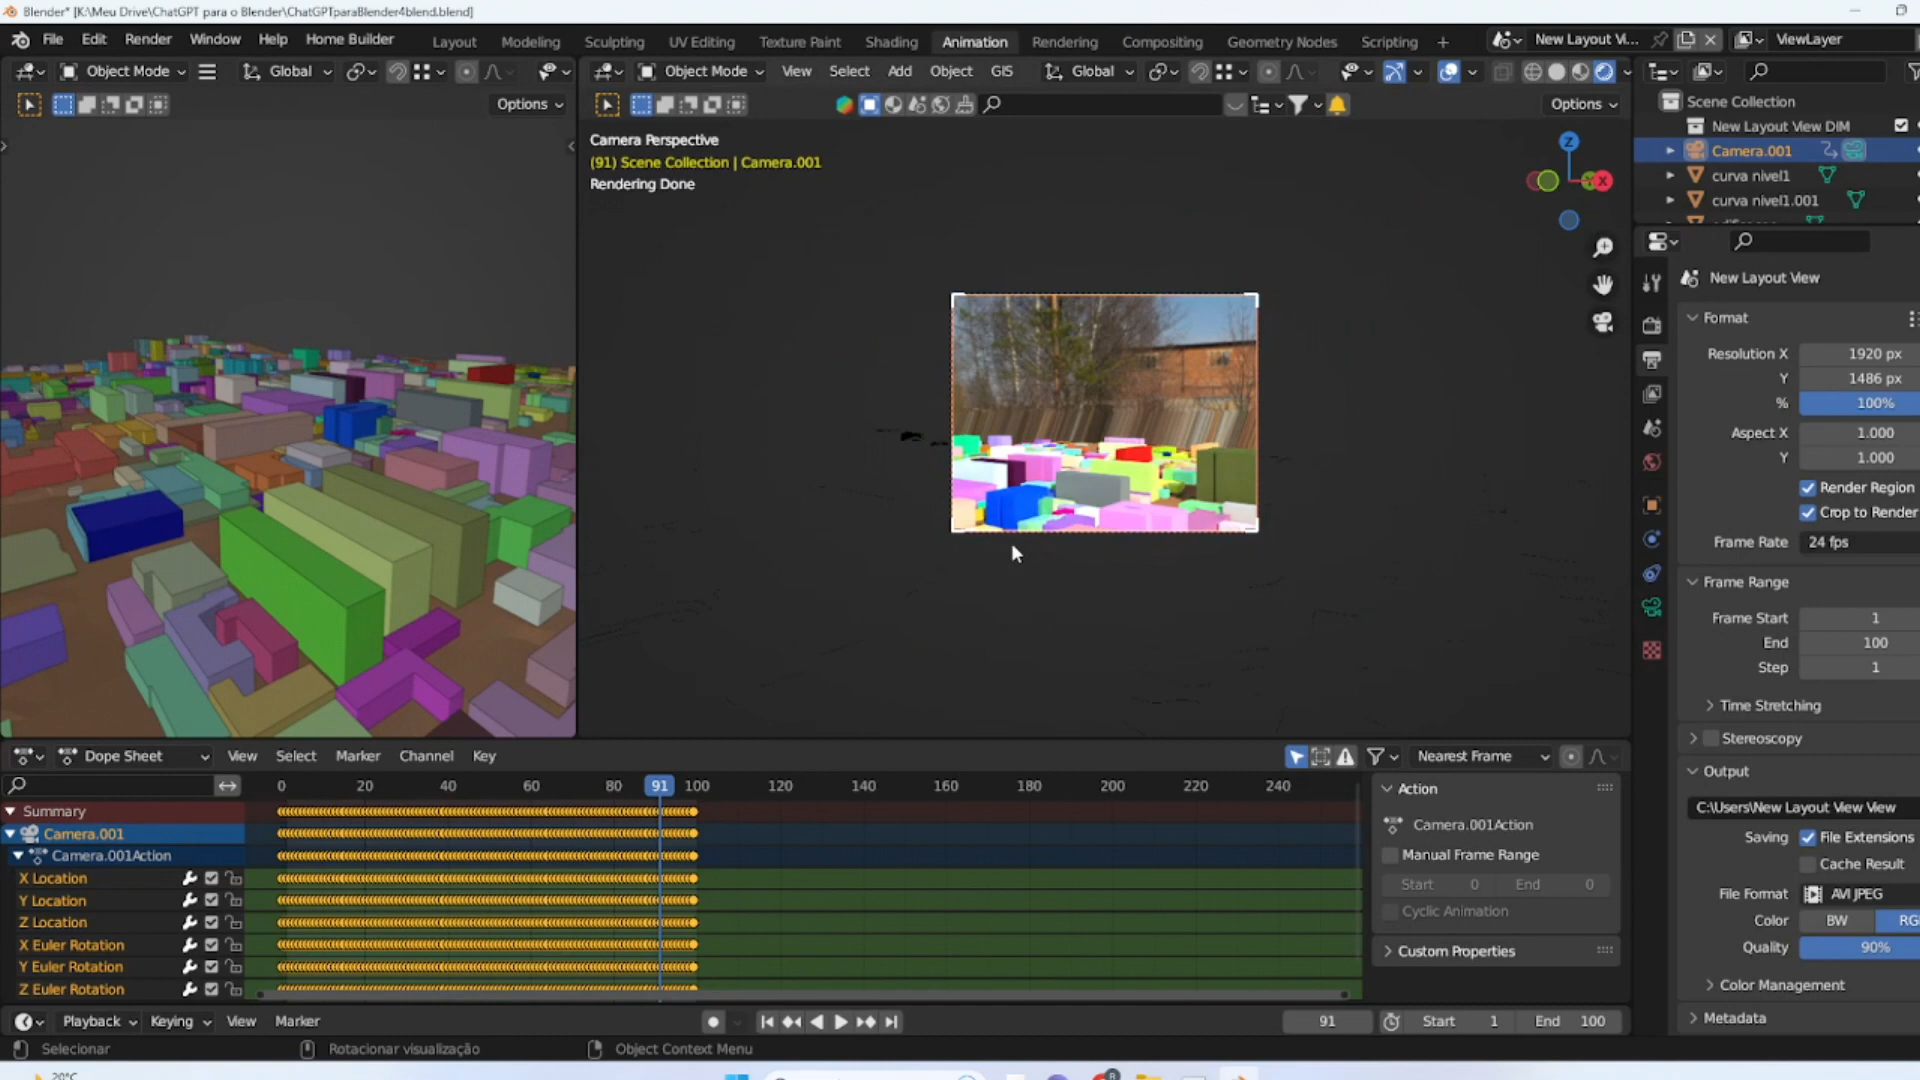 Blender* [K:\Meu Drive\ChatGPT para o Blender\ChatGPTparaBlender4blend.blend]
File Edit Render Window Help Home Builder
Layout Modeling Sculpting UV Editing Texture Paint Shading Animation Rendering Compositing Geometry Nodes Scripting +
New Layout Vi... ViewLayer
Object Mode Global
Object Mode View Select Add Object GIS Global
Options
Options
Camera Perspective
(91) Scene Collection | Camera.001
Rendering Done
Z
X
Scene Collection
New Layout View DIM
Camera.001
curva nivel1
curva nivel1.001
New Layout View
Format
Resolution X 1920 px
Y 1486 px
% 100%
Aspect X 1.000
Y 1.000
Render Region
Crop to Render
Frame Rate 24 fps
Frame Range
Frame Start 1
End 100
Step 1
Time Stretching
Stereoscopy
Output
C:\Users\New Layout View View
Saving File Extensions
Cache Result
File Format AVI JPEG
Color BW RG
Quality 90%
Color Management
Metadata
Dope Sheet View Select Marker Channel Key
Nearest Frame
0 20 40 60 80 91 100 120 140 160 180 200 220 240
Summary
Camera.001
Camera.001Action
X Location
Y Location
Z Location
X Euler Rotation
Y Euler Rotation
Z Euler Rotation
Action
Camera.001Action
Manual Frame Range
Start 0 End 0
Cyclic Animation
Custom Properties
Playback Keying View Marker
91 Start 1 End 100
Selecionar Rotacionar visualização Object Context Menu
20°C